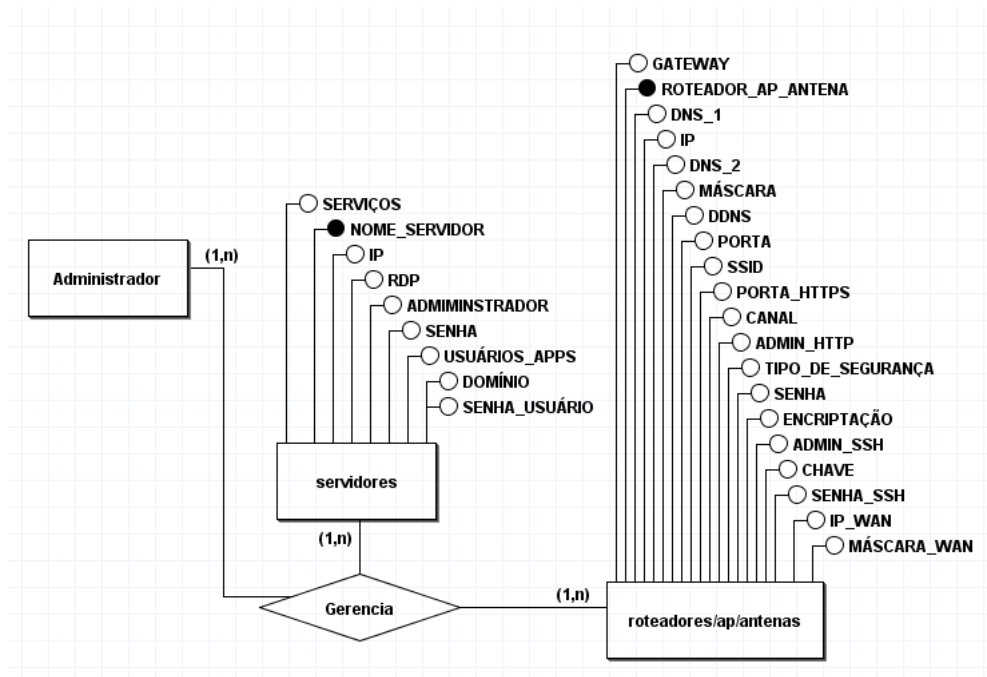 GATEWAY
ROTEADOR_AP_ANTENA
DNS_1
IP
DNS_2
MÁSCARA
DDNS
PORTA
SSID
PORTA_HTTPS
CANAL
ADMIN_HTTP
TIPO_DE_SEGURANÇA
SENHA
ENCRIPTAÇÃO
ADMIN_SSH
CHAVE
SENHA_SSH
IP_WAN
MÁSCARA_WAN
SERVIÇOS
NOME_SERVIDOR
IP
RDP
ADMIMINSTRADOR
SENHA
USUÁRIOS_APPS
DOMÍNIO
SENHA_USUÁRIO
(1,n)
Administrador
servidores
(1,n)
Gerencia
(1,n)
roteadores/ap/antenas